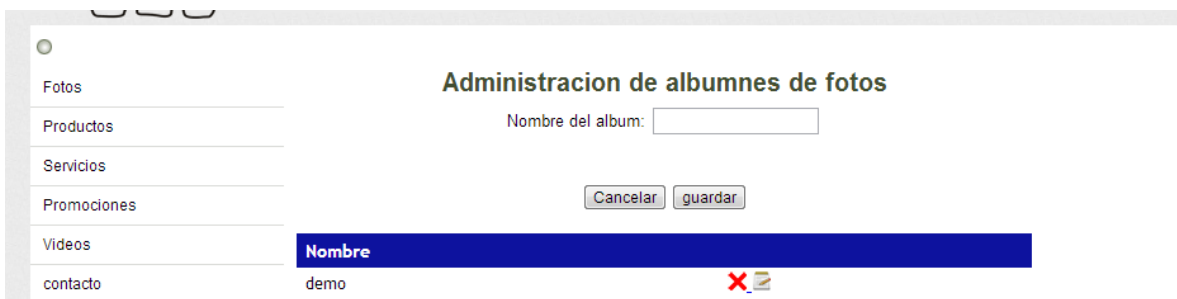 Administracion de albumnes de fotos
Nombre del album:
Cancelar guardar
Fotos
Productos
Servicios
Promociones
Videos
contacto
Nombre
demo